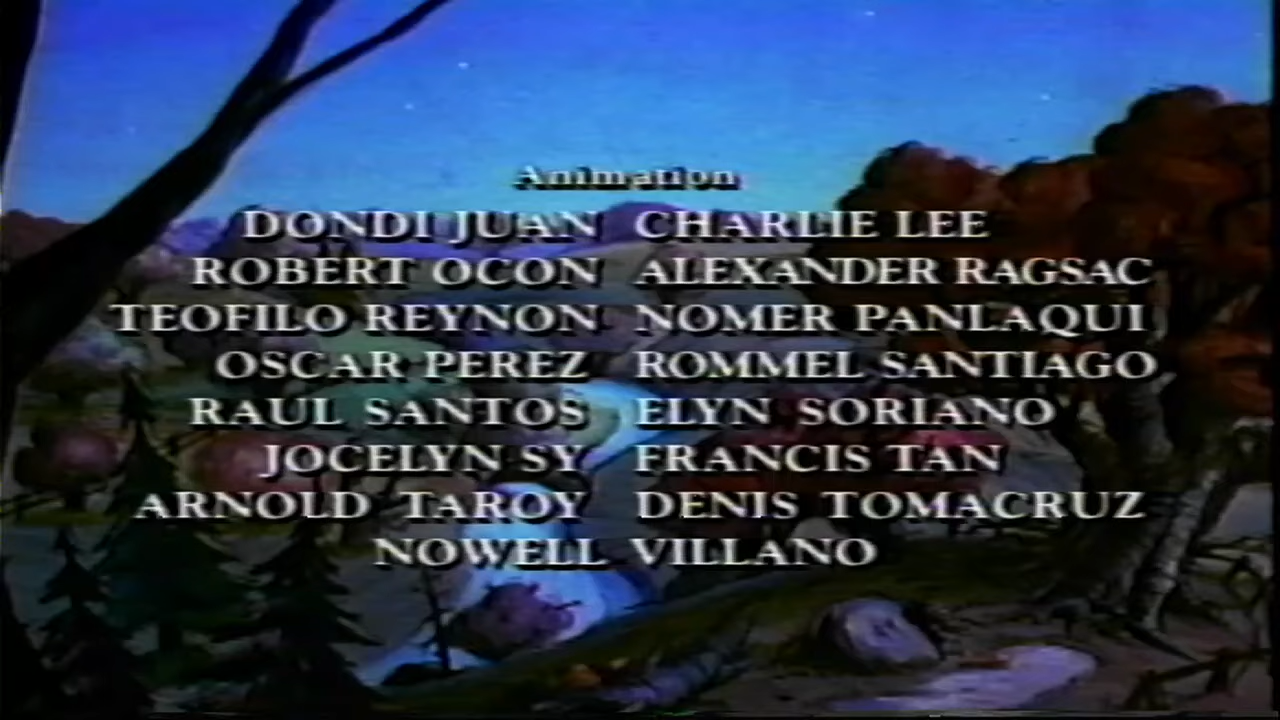 Animation
DONDI JUAN CHARLIE LEE
ROBERT OCON ALEXANDER RAGSAC
TEOFILO REYNON NOMER PANLAQUI
OSCAR PEREZ ROMMEL SANTIAGO
RAUL SANTOS ELYN SORIANO
JOCELYN SY FRANCIS TAN
ARNOLD TAROY DENIS TOMACRUZ
NOWELL VILLANO